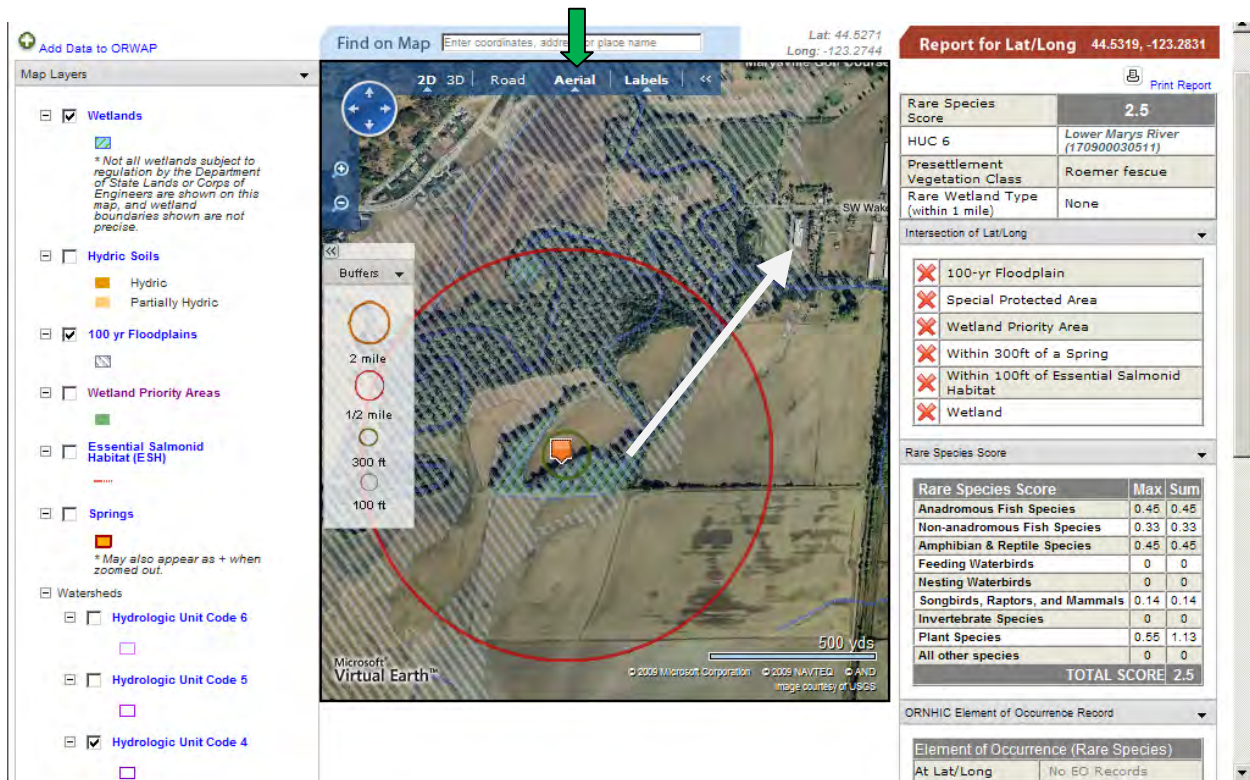 Add Data to ORWAP
Map Layers
Wetlands
* Not all wetlands subject to
regulation by the Department
of State Lands or Corps of
Engineers are shown on this
map, and wetland
boundaries shown are not
precise.
Hydric Soils
Hydric
Partially Hydric
100 yr Floodplains
Wetland Priority Areas
Essential Salmonid
Habitat (ESH)
Springs
* May also appear as + when
zoomed out.
Watersheds
Hydrologic Unit Code 6
Hydrologic Unit Code 5
Hydrologic Unit Code 4
Find on Map
Enter coordinates, address or place name
Lat: 44.5271
Long: -123.2744
Marysville Golf Course
2D 3D Road Aerial Labels <<
SW Wake
Buffers
2 mile
1/2 mile
300 ft
100 ft
500 yds
Microsoft
Virtual Earth™
© 2009 Microsoft Corporation © 2009 NAVTEQ © AND
Image courtesy of USGS
Report for Lat/Long 44.5319, -123.2831
Print Report
Rare Species
Score
2.5
HUC 6
Lower Marys River
(170900030511)
Presettlement
Vegetation Class
Roemer fescue
Rare Wetland Type
(within 1 mile)
None
Intersection of Lat/Long
100-yr Floodplain
Special Protected Area
Wetland Priority Area
Within 300ft of a Spring
Within 100ft of Essential Salmonid
Habitat
Wetland
Rare Species Score
Rare Species Score Max Sum
Anadromous Fish Species 0.45 0.45
Non-anadromous Fish Species 0.33 0.33
Amphibian & Reptile Species 0.45 0.45
Feeding Waterbirds 0 0
Nesting Waterbirds 0 0
Songbirds, Raptors, and Mammals 0.14 0.14
Invertebrate Species 0 0
Plant Species 0.55 1.13
All other species 0 0
TOTAL SCORE 2.5
ORNHIC Element of Occurrence Record
Element of Occurrence (Rare Species)
At Lat/Long No EO Records